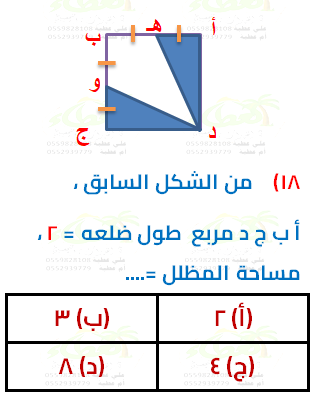 أ
هـ
ب
و
ج
د
١٨) من الشكل السابق ،
أ ب ج د مربع طول ضلعه = ٢ ،
مساحة المظلل =....
(أ) ٢
(ب) ٣
(ج) ٤
(د) ٨